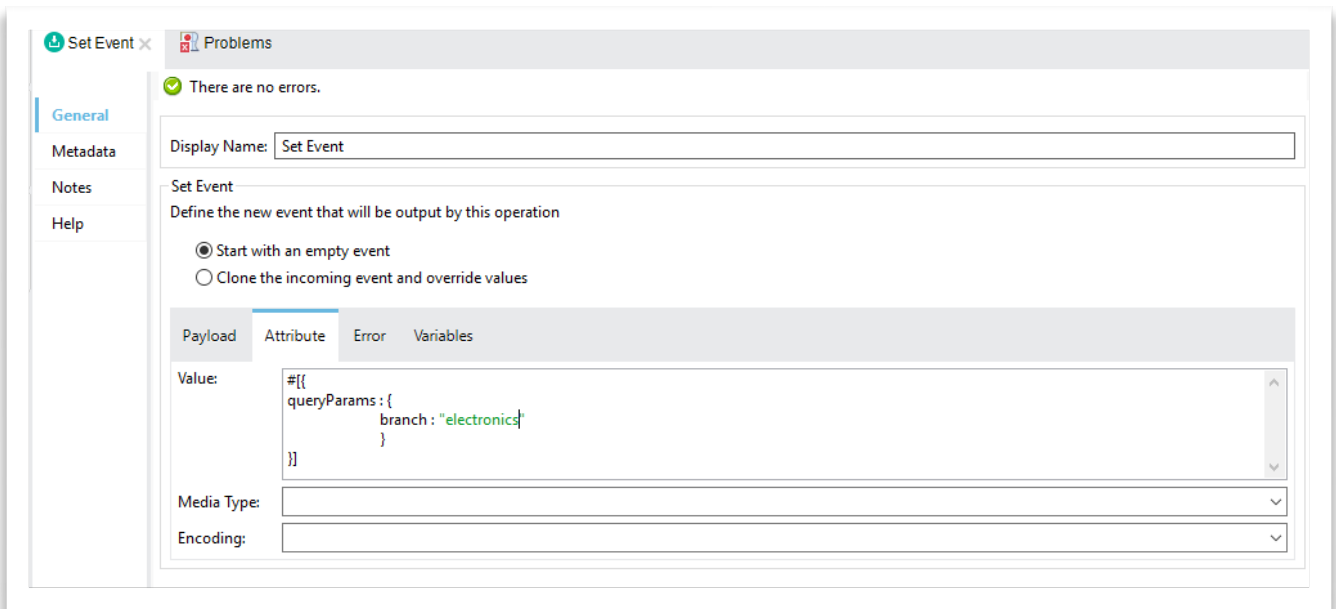 Set Event
Problems
There are no errors.
General
Metadata
Notes
Help
Display Name: Set Event
Set Event
Define the new event that will be output by this operation
Start with an empty event
Clone the incoming event and override values
Payload Attribute Error Variables
Value:
#[{
queryParams : {
branch : "electronics"
}
}]
Media Type:
Encoding: